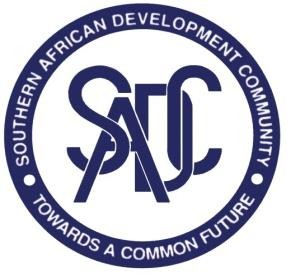 SOUTHERN AFRICAN DEVELOPMENT COMMUNITY
SADC
TOWARDS A COMMON FUTURE